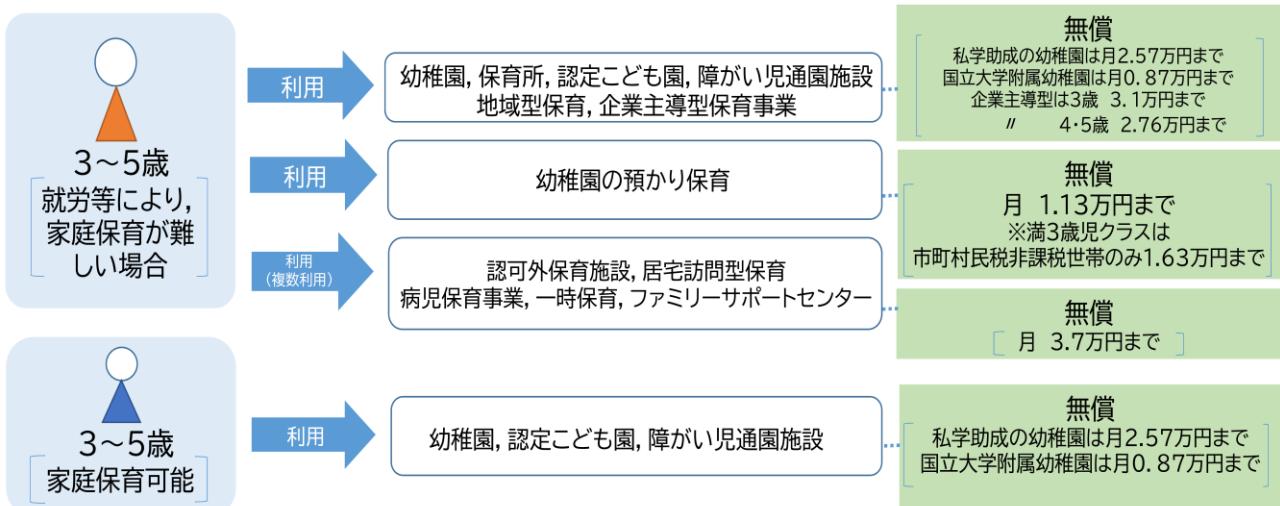 3～5歳
就労等により,
家庭保育が難
しい場合
利用
幼稚園, 保育所, 認定こども園, 障がい児通園施設
地域型保育, 企業主導型保育事業
無償
私学助成の幼稚園は月2.57万円まで
国立大学附属幼稚園は月0.87万円まで
企業主導型は3歳 3.1万円まで
〃 4・5歳 2.76万円まで
利用
幼稚園の預かり保育
無償
月 1.13万円まで
※満3歳児クラスは
市町村民税非課税世帯のみ1.63万円まで
利用
(複数利用)
認可外保育施設, 居宅訪問型保育
病児保育事業, 一時保育, ファミリーサポートセンター
無償
月 3.7万円まで
3～5歳
家庭保育可能
利用
幼稚園, 認定こども園, 障がい児通園施設
無償
私学助成の幼稚園は月2.57万円まで
国立大学附属幼稚園は月0.87万円まで